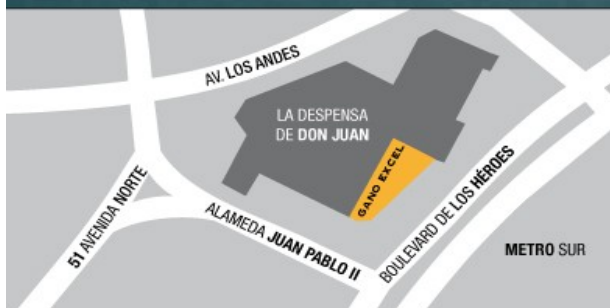 AV. LOS ANDES
LA DESPENSA
DE DON JUAN
GANO EXCEL
51 AVENIDA NORTE
ALAMEDA JUAN PABLO II
BOULEVARD DE LOS HÉROES
METRO SUR